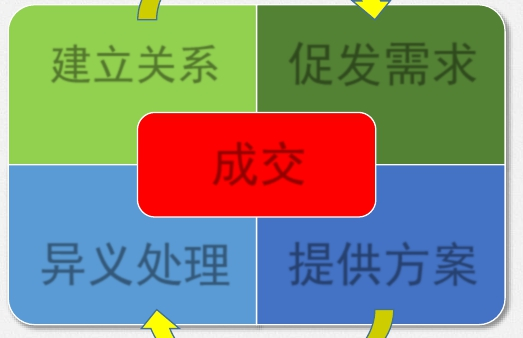 建立关系
促发需求
成交
异义处理
提供方案